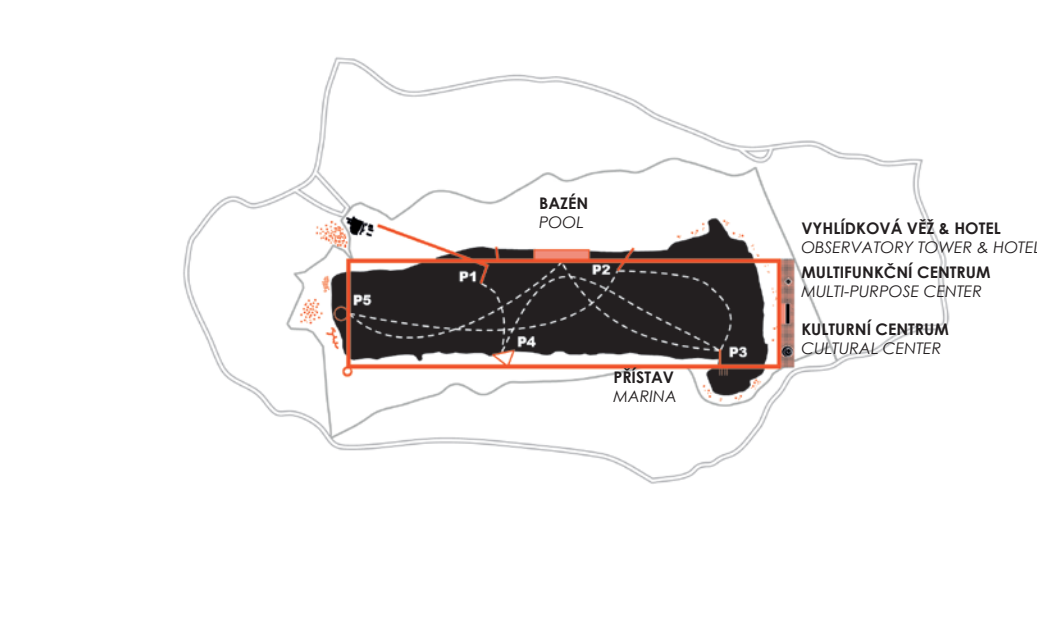 BAZÉN
POOL
VYHLÍDKOVÁ VĚŽ & HOTEL
OBSERVATORY TOWER & HOTEL
MULTIFUNKČNÍ CENTRUM
MULTI-PURPOSE CENTER
KULTURNÍ CENTRUM
CULTURAL CENTER
P1
P2
P5
P4
P3
PŘÍSTAV
MARINA